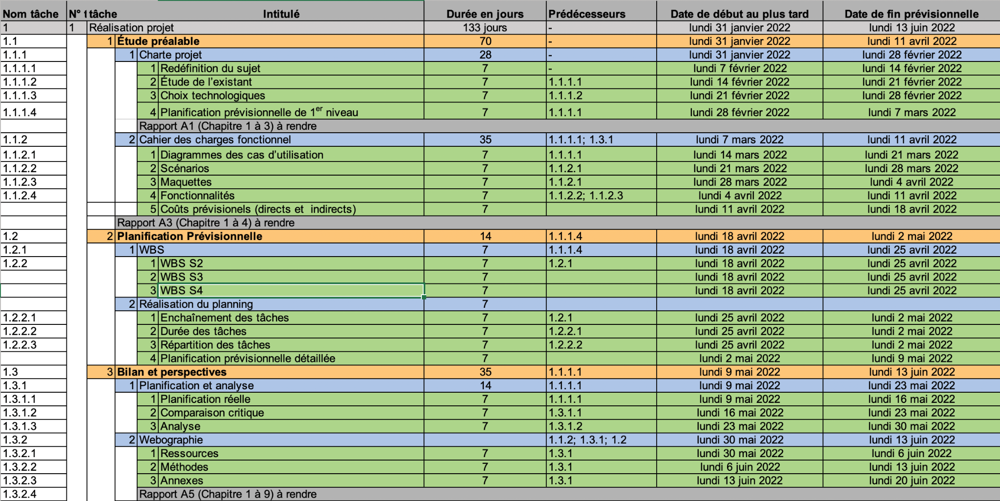 Nom tâche N° t tâche Intitulé Durée en jours Prédécesseurs Date de début au plus tard Date de fin prévisionnelle
1 1 Réalisation projet 133 jours - lundi 31 janvier 2022 lundi 13 juin 2022
1.1 1 Étude préalable 70 - lundi 31 janvier 2022 lundi 11 avril 2022
1.1.1 1 Charte projet 28 - lundi 31 janvier 2022 lundi 28 février 2022
1.1.1.1 1 Redéfinition du sujet 7 - lundi 7 février 2022 lundi 14 février 2022
1.1.1.2 2 Étude de l’existant 7 1.1.1.1 lundi 14 février 2022 lundi 21 février 2022
1.1.1.3 3 Choix technologiques 7 1.1.1.2 lundi 21 février 2022 lundi 28 février 2022
1.1.1.4 4 Planification prévisionnelle de 1er niveau 7 1.1.1.1 lundi 28 février 2022 lundi 7 mars 2022
Rapport A1 (Chapitre 1 à 3) à rendre
1.1.2 2 Cahier des charges fonctionnel 35 1.1.1.1; 1.3.1 lundi 7 mars 2022 lundi 11 avril 2022
1.1.2.1 1 Diagrammes des cas d’utilisation 7 1.1.1.1 lundi 14 mars 2022 lundi 21 mars 2022
1.1.2.2 2 Scénarios 7 1.1.2.1 lundi 21 mars 2022 lundi 28 mars 2022
1.1.2.3 3 Maquettes 7 1.1.2.1 lundi 28 mars 2022 lundi 4 avril 2022
1.1.2.4 4 Fonctionnalités 7 1.1.2.2; 1.1.2.3 lundi 4 avril 2022 lundi 11 avril 2022
5 Coûts prévisionels (directs et indirects) 7 lundi 11 avril 2022 lundi 18 avril 2022
Rapport A3 (Chapitre 1 à 4) à rendre
1.2 2 Planification Prévisionnelle 14 1.1.1.4 lundi 18 avril 2022 lundi 2 mai 2022
1.2.1 1 WBS 7 1.1.1.4 lundi 18 avril 2022 lundi 25 avril 2022
1.2.2 1 WBS S2 7 1.2.1 lundi 18 avril 2022 lundi 25 avril 2022
2 WBS S3 7 lundi 18 avril 2022 lundi 25 avril 2022
3 WBS S4 7 lundi 18 avril 2022 lundi 25 avril 2022
2 Réalisation du planning 7
1.2.2.1 1 Enchaînement des tâches 7 1.2.1 lundi 25 avril 2022 lundi 2 mai 2022
1.2.2.2 2 Durée des tâches 7 1.2.2.1 lundi 25 avril 2022 lundi 2 mai 2022
1.2.2.3 3 Répartition des tâches 7 1.2.2.2 lundi 25 avril 2022 lundi 2 mai 2022
4 Planification prévisionnelle détaillée 7 lundi 2 mai 2022 lundi 9 mai 2022
1.3 3 Bilan et perspectives 35 1.1.1.1 lundi 9 mai 2022 lundi 13 juin 2022
1.3.1 1 Planification et analyse 14 1.1.1.1 lundi 9 mai 2022 lundi 23 mai 2022
1.3.1.1 1 Planification réelle 7 1.1.1.1 lundi 9 mai 2022 lundi 16 mai 2022
1.3.1.2 2 Comparaison critique 7 1.3.1.1 lundi 16 mai 2022 lundi 23 mai 2022
1.3.1.3 3 Analyse 7 1.3.1.2 lundi 23 mai 2022 lundi 30 mai 2022
1.3.2 2 Webographie 1.1.2; 1.3.1; 1.2 lundi 30 mai 2022 lundi 13 juin 2022
1.3.2.1 1 Ressources 7 1.3.1 lundi 30 mai 2022 lundi 6 juin 2022
1.3.2.2 2 Méthodes 7 1.3.1 lundi 6 juin 2022 lundi 13 juin 2022
1.3.2.3 3 Annexes 7 1.3.1 lundi 13 juin 2022 lundi 20 juin 2022
1.3.2.4 Rapport A5 (Chapitre 1 à 9) à rendre